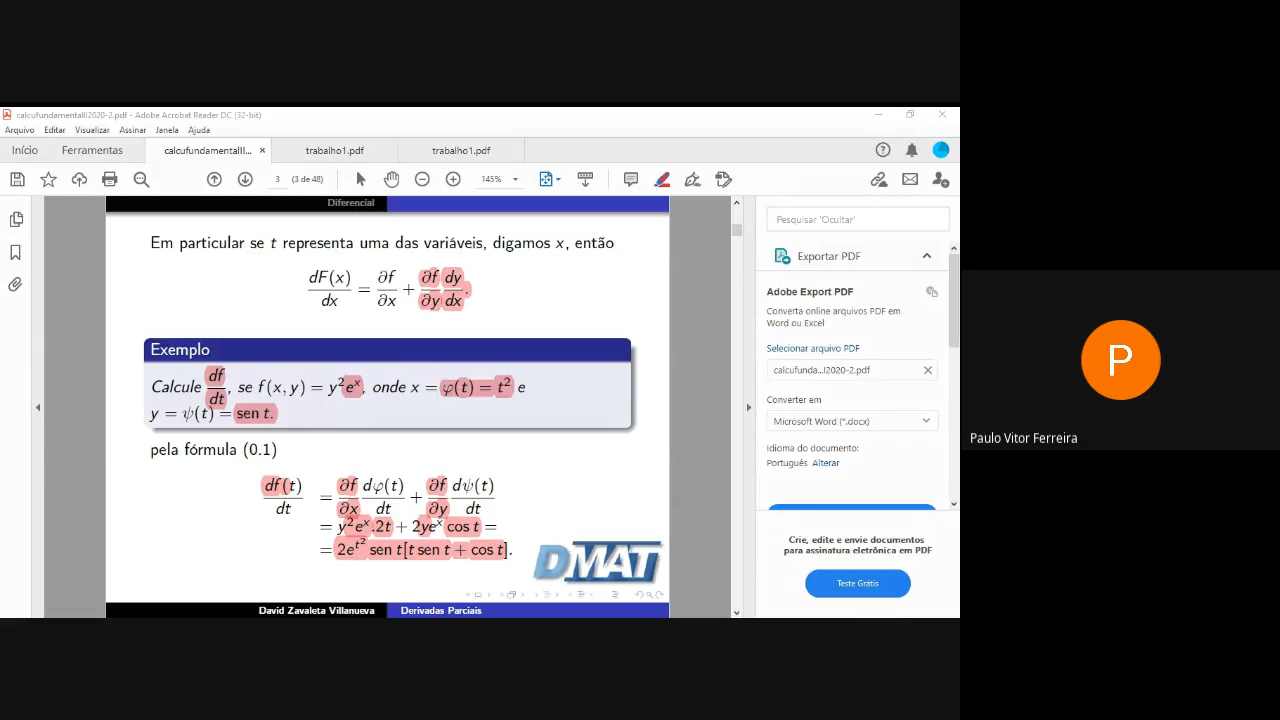 calcufundamentalII2020-2.pdf - Adobe Acrobat Reader DC (32-bit)
Arquivo Editar Visualizar Assinar Janela Ajuda
Início Ferramentas calcufundamentalII... × trabalho1.pdf trabalho1.pdf
3 (3 de 48) 145%
Diferencial
Em particular se t representa uma das variáveis, digamos x, então
dF(x)/dx = ∂f/∂x + ∂f/∂y dy/dx.
Exemplo
Calcule df/dt, se f(x, y) = y²eˣ, onde x = φ(t) = t² e
y = ψ(t) = sen t.
pela fórmula (0.1)
df(t)/dt = ∂f/∂x dφ(t)/dt + ∂f/∂y dψ(t)/dt
= y²eˣ.2t + 2yeˣ cos t =
= 2e^{t²} sen t[t sen t + cos t].
DMAT
David Zavaleta Villanueva Derivadas Parciais
Pesquisar 'Ocultar'
Exportar PDF
Adobe Export PDF
Converta online arquivos PDF em
Word ou Excel
Selecionar arquivo PDF
calcufunda...I2020-2.pdf
Converter em
Microsoft Word (*.docx)
Idioma do documento:
Português Alterar
Crie, edite e envie documentos
para assinatura eletrônica em PDF
Teste Grátis
P
Paulo Vitor Ferreira